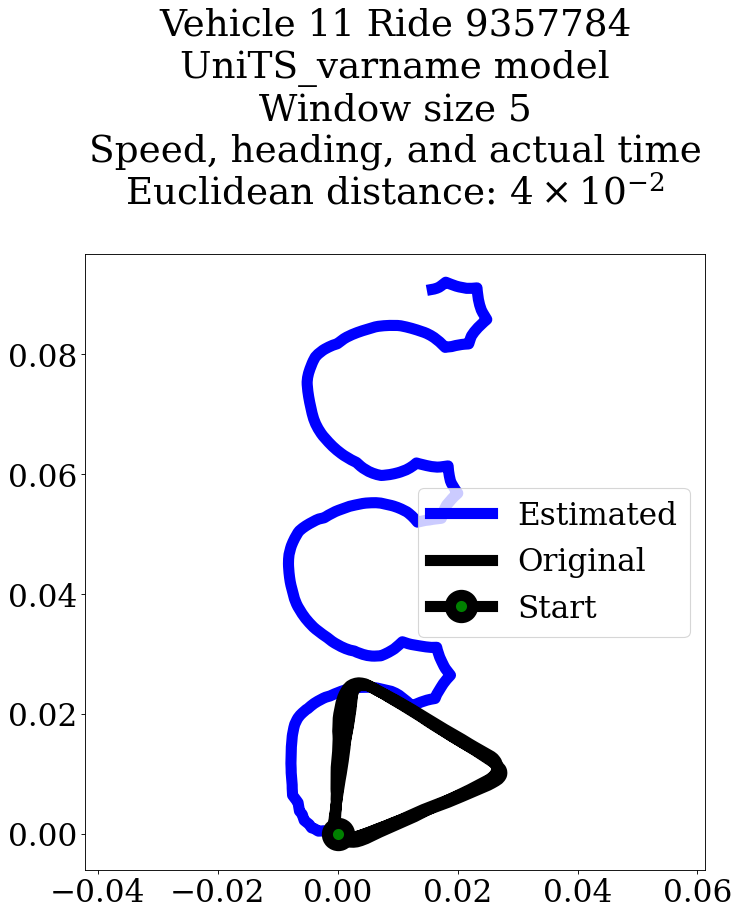 Vehicle 11 Ride 9357784
UniTS_varname model
Window size 5
Speed, heading, and actual time
Euclidean distance: 4 × 10⁻²
0.08
0.06
0.04
0.02
0.00
Estimated
Original
Start
−0.04 −0.02 0.00 0.02 0.04 0.06